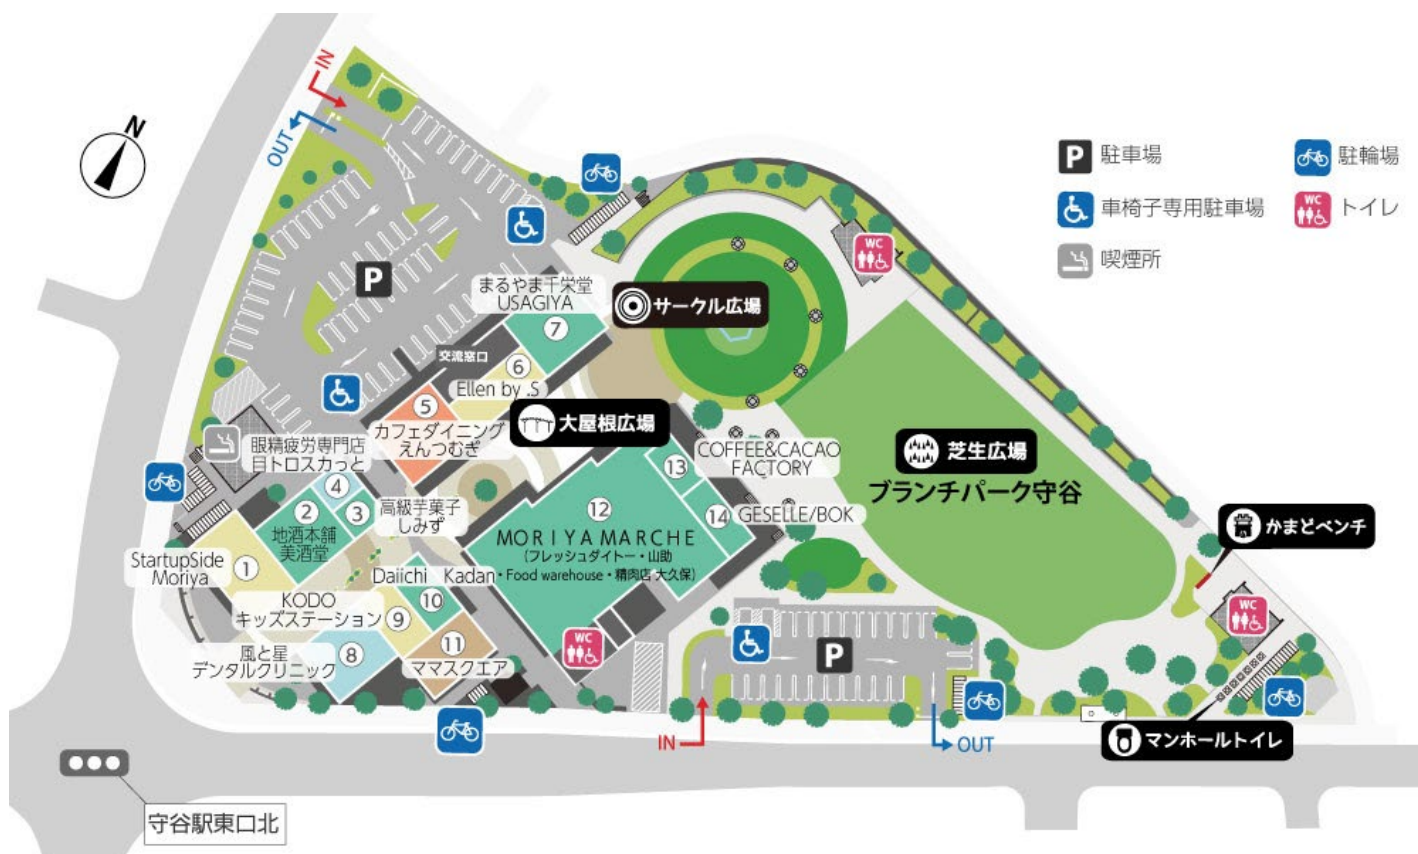 N
IN
OUT
P 駐車場
駐輪場
車椅子専用駐車場
WC トイレ
喫煙所
P
WC
まるやま千栄堂
USAGIYA
⑦
サークル広場
交流窓口
⑥
Ellen by .S
⑤
カフェダイニング
えんつむぎ
大屋根広場
眼精疲労専門店
目トロスカっと
④
③
高級芋菓子
しみず
②
地酒本舗
美酒堂
StartupSide
Moriya
①
COFFEE&CACAO
FACTORY
⑬
⑭ GESELLE/BOK
⑫
MORIYA MARCHE
(フレッシュダイトー・山助
・Food warehouse・精肉店 大久保)
芝生広場
ブランチパーク守谷
かまどベンチ
Daiichi Kadan
⑩
KODO
キッズステーション
⑨
⑪
ママスクエア
⑧
風と星
デンタルクリニック
WC
P
WC
IN
OUT
マンホールトイレ
守谷駅東口北